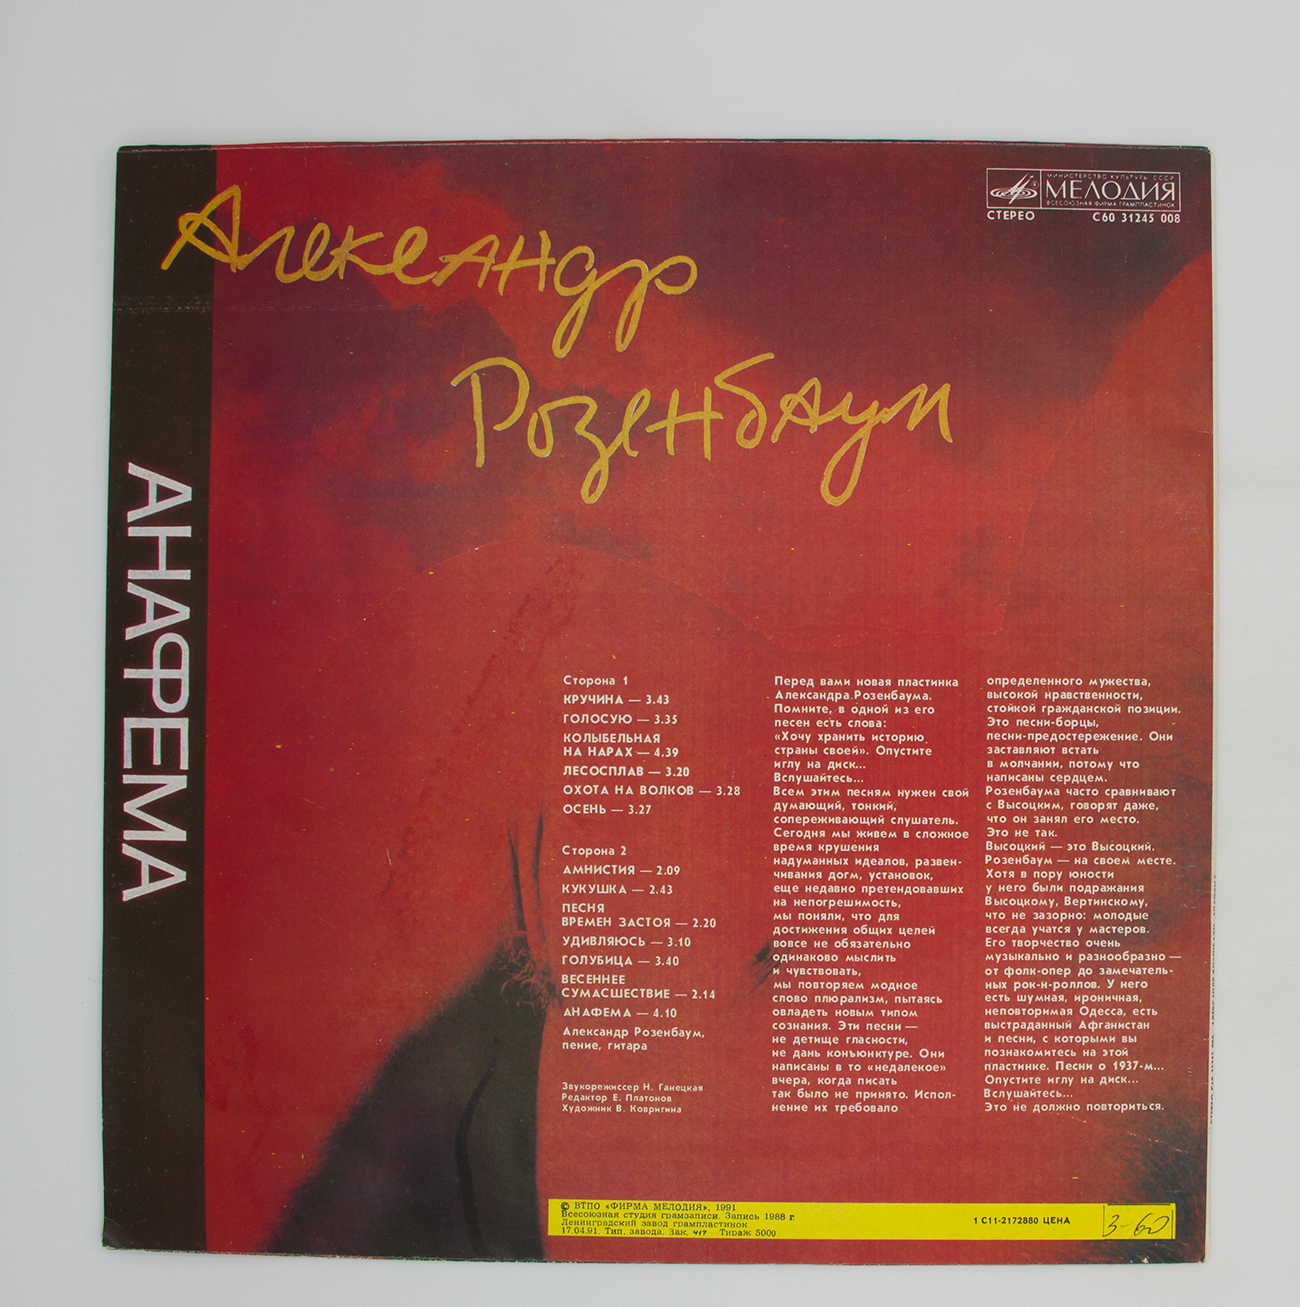 МИНИСТЕРСТВО КУЛЬТУРЫ СССР
МЕЛОДИЯ
ВСЕСОЮЗНАЯ ФИРМА ГРАМПЛАСТИНОК
СТЕРЕО С60 31245 008
Александр
Розенбаум
АНАФЕМА
Сторона 1
КРУЧИНА — 3.43
ГОЛОСУЮ — 3.35
КОЛЫБЕЛЬНАЯ
НА НАРАХ — 4.39
ЛЕСОСПЛАВ — 3.20
ОХОТА НА ВОЛКОВ — 3.28
ОСЕНЬ — 3.27
Сторона 2
АМНИСТИЯ — 2.09
КУКУШКА — 2.43
ПЕСНЯ
ВРЕМЕН ЗАСТОЯ — 2.20
УДИВЛЯЮСЬ — 3.10
ГОЛУБИЦА — 3.40
ВЕСЕННЕЕ
СУМАСШЕСТВИЕ — 2.14
АНАФЕМА — 4.10
Александр Розенбаум,
пение, гитара
Звукорежиссер Н. Ганецкая
Редактор Е. Платонов
Художник В. Ковригина
Перед вами новая пластинка
Александра Розенбаума.
Помните, в одной из его
песен есть слова:
«Хочу хранить историю
страны своей». Опустите
иглу на диск...
Вслушайтесь...
Всем этим песням нужен свой
думающий, тонкий,
сопереживающий слушатель.
Сегодня мы живем в сложное
время крушения
надуманных идеалов, развен-
чивания догм, установок,
еще недавно претендовавших
на непогрешимость,
мы поняли, что для
достижения общих целей
вовсе не обязательно
одинаково мыслить
и чувствовать,
мы повторяем модное
слово плюрализм, пытаясь
овладеть новым типом
сознания. Эти песни —
не детище гласности,
не дань конъюнктуре. Они
написаны в то «недалекое»
вчера, когда писать
так было не принято. Испол-
нение их требовало
определенного мужества,
высокой нравственности,
стойкой гражданской позиции.
Это песни-борцы,
песни-предостережение. Они
заставляют встать
в молчании, потому что
написаны сердцем.
Розенбаума часто сравнивают
с Высоцким, говорят даже,
что он занял его место.
Это не так.
Высоцкий — это Высоцкий.
Розенбаум — на своем месте.
Хотя в пору юности
у него были подражания
Высоцкому, Вертинскому,
что не зазорно: молодые
всегда учатся у мастеров.
Его творчество очень
музыкально и разнообразно —
от фолк-опер до замечатель-
ных рок-н-роллов. У него
есть шумная, ироничная,
неповторимая Одесса, есть
выстраданный Афганистан
и песни, с которыми вы
познакомитесь на этой
пластинке. Песни о 1937-м...
Опустите иглу на диск...
Вслушайтесь...
Это не должно повториться.
© ВТПО «ФИРМА МЕЛОДИЯ», 1991
Всесоюзная студия грамзаписи. Запись 1988 г.
Ленинградский завод грампластинок
17.04.91. Тип. завода. Зак. 417 Тираж 5000
1 С11-2172880 ЦЕНА 3-60